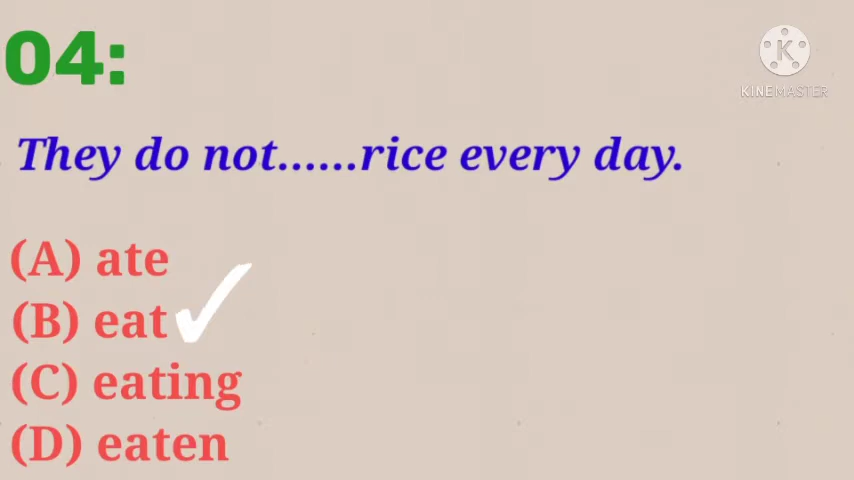 04:
KINEMASTER
They do not......rice every day.
(A) ate
(B) eat
(C) eating
(D) eaten